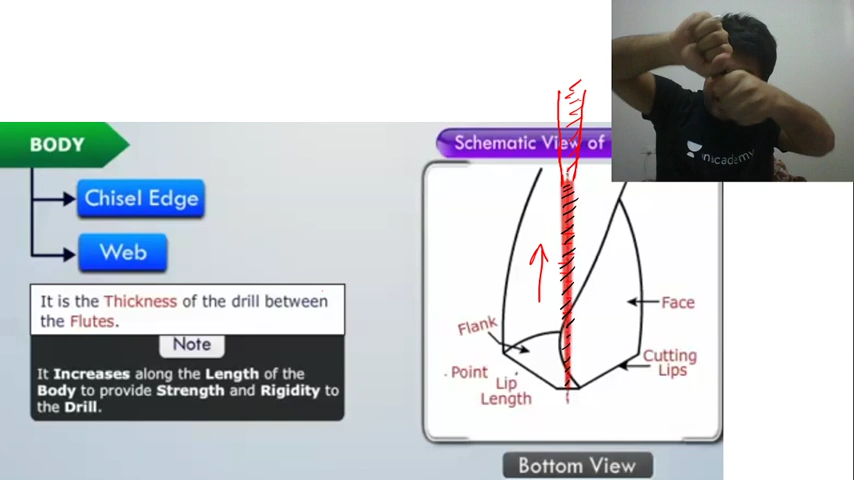 BODY
Chisel Edge
Web
It is the Thickness of the drill between
the Flutes.
Note
It Increases along the Length of the
Body to provide Strength and Rigidity to
the Drill.
Schematic View of
Flank
Point
Lip
Length
Face
Cutting
Lips
Bottom View
unacademy